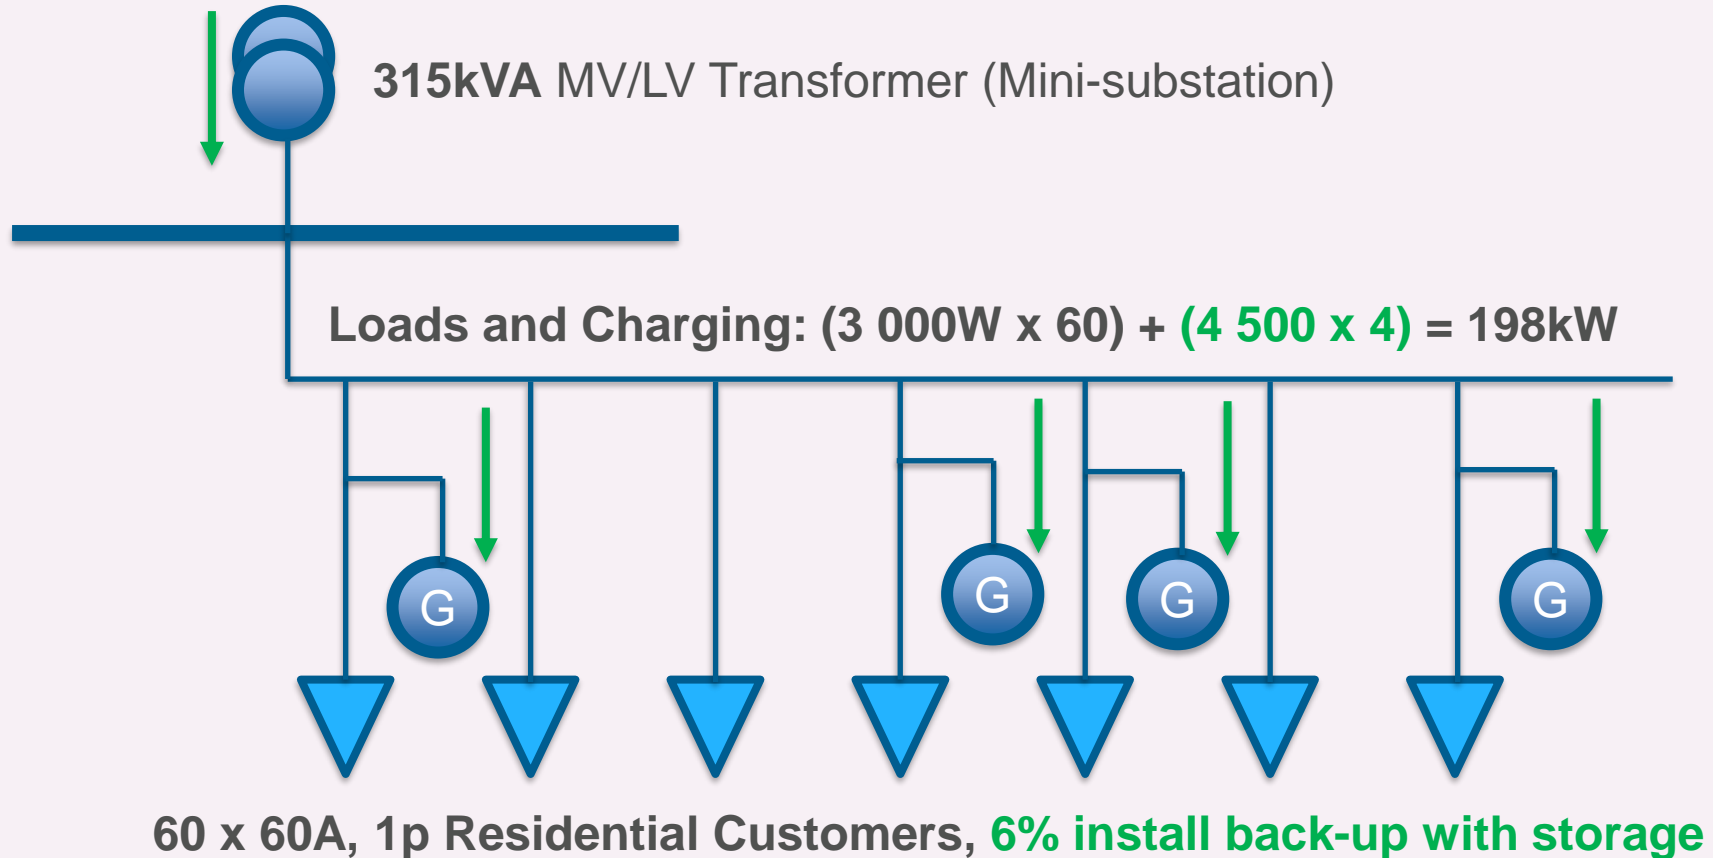 315kVA MV/LV Transformer (Mini-substation)
Loads and Charging: (3 000W x 60) + (4 500 x 4) = 198kW
G
G
G
G
60 x 60A, 1p Residential Customers, 6% install back-up with storage